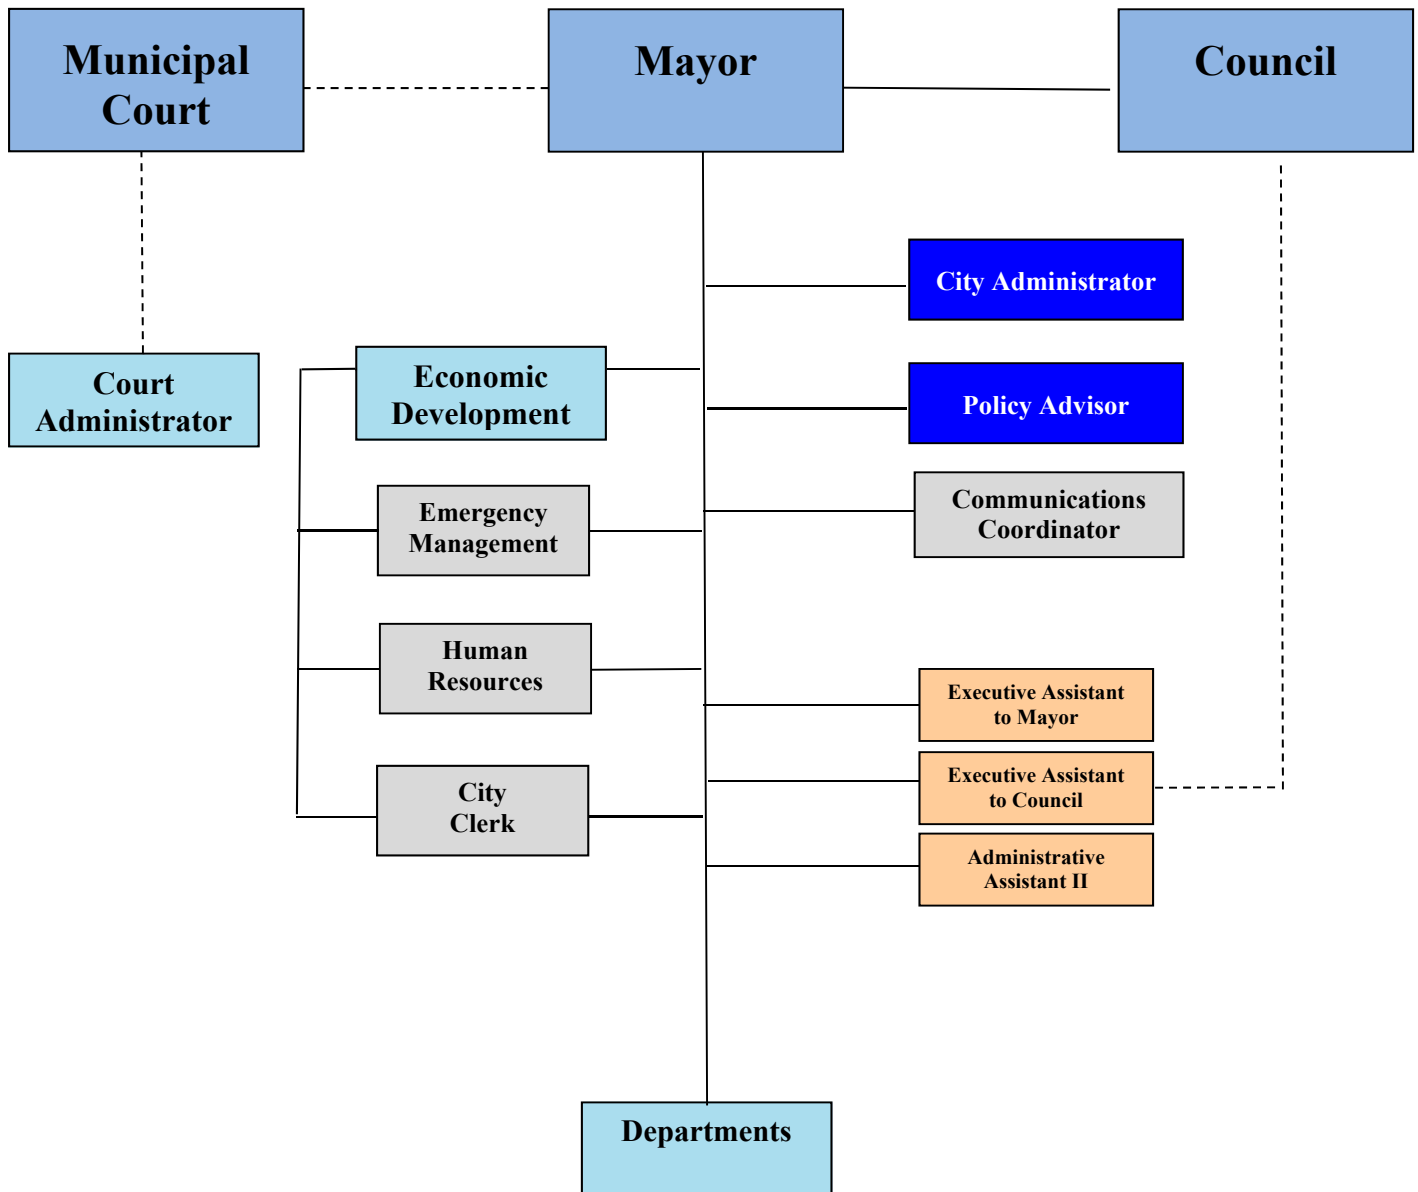 Municipal
Court
Mayor
Council
City Administrator
Court
Administrator
Economic
Development
Policy Advisor
Emergency
Management
Communications
Coordinator
Human
Resources
Executive Assistant
to Mayor
City
Clerk
Executive Assistant
to Council
Administrative
Assistant II
Departments